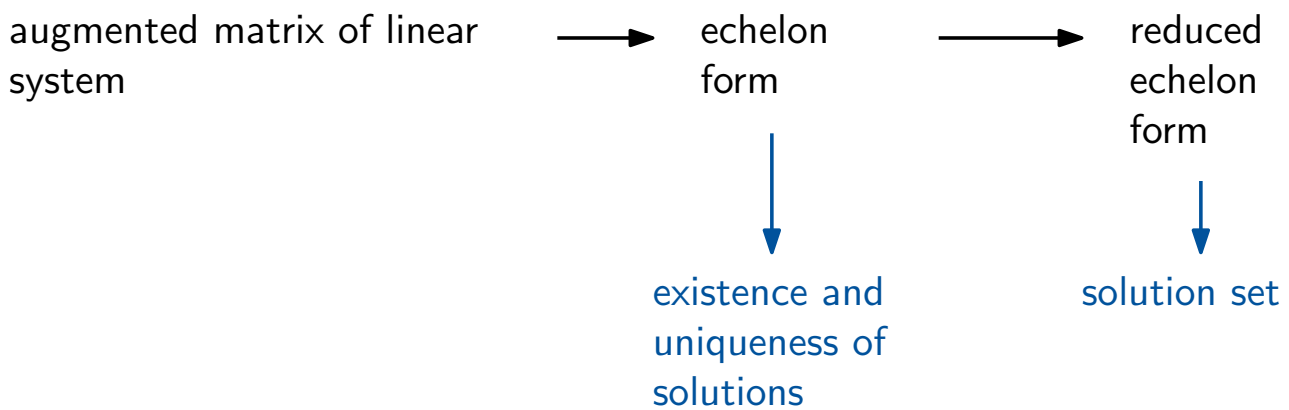 augmented matrix of linear
system
echelon
form
reduced
echelon
form
existence and
uniqueness of
solutions
solution set